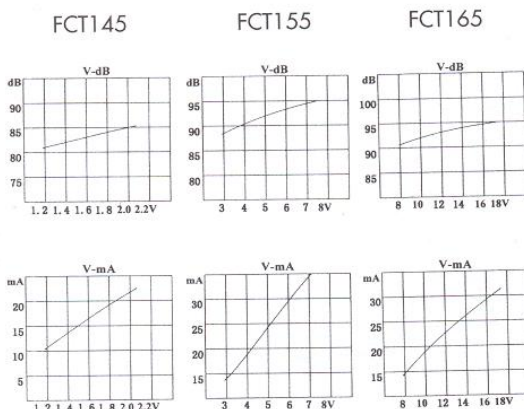 FCT145 FCT155 FCT165
V-dB V-dB V-dB
dB dB dB
90 95 100
85 90 95
80 85 90
75 80 85
1.2 1.4 1.6 1.8 2.0 2.2V 3 4 5 6 7 8V 8 10 12 14 16 18V
V-mA V-mA V-mA
mA mA mA
20 30 30
15 25 25
10 20 20
5 15 15
1.2 1.4 1.6 1.8 2.0 2.2V 3 4 5 6 7 8V 8 10 12 14 16 18V